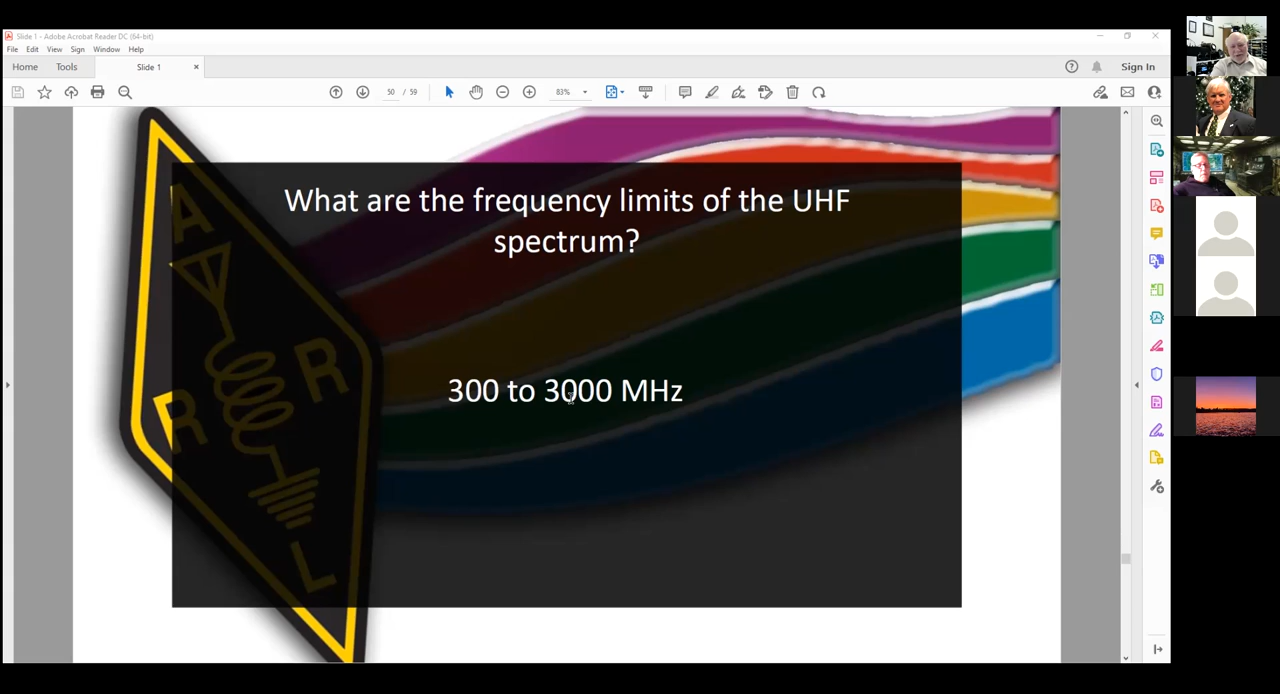 Slide 1 - Adobe Acrobat Reader DC (64-bit)
File Edit View Sign Window Help
Home Tools Slide 1 × Sign In
50 / 59 83%
What are the frequency limits of the UHF
spectrum?
300 to 3000 MHz
A
R
R
L